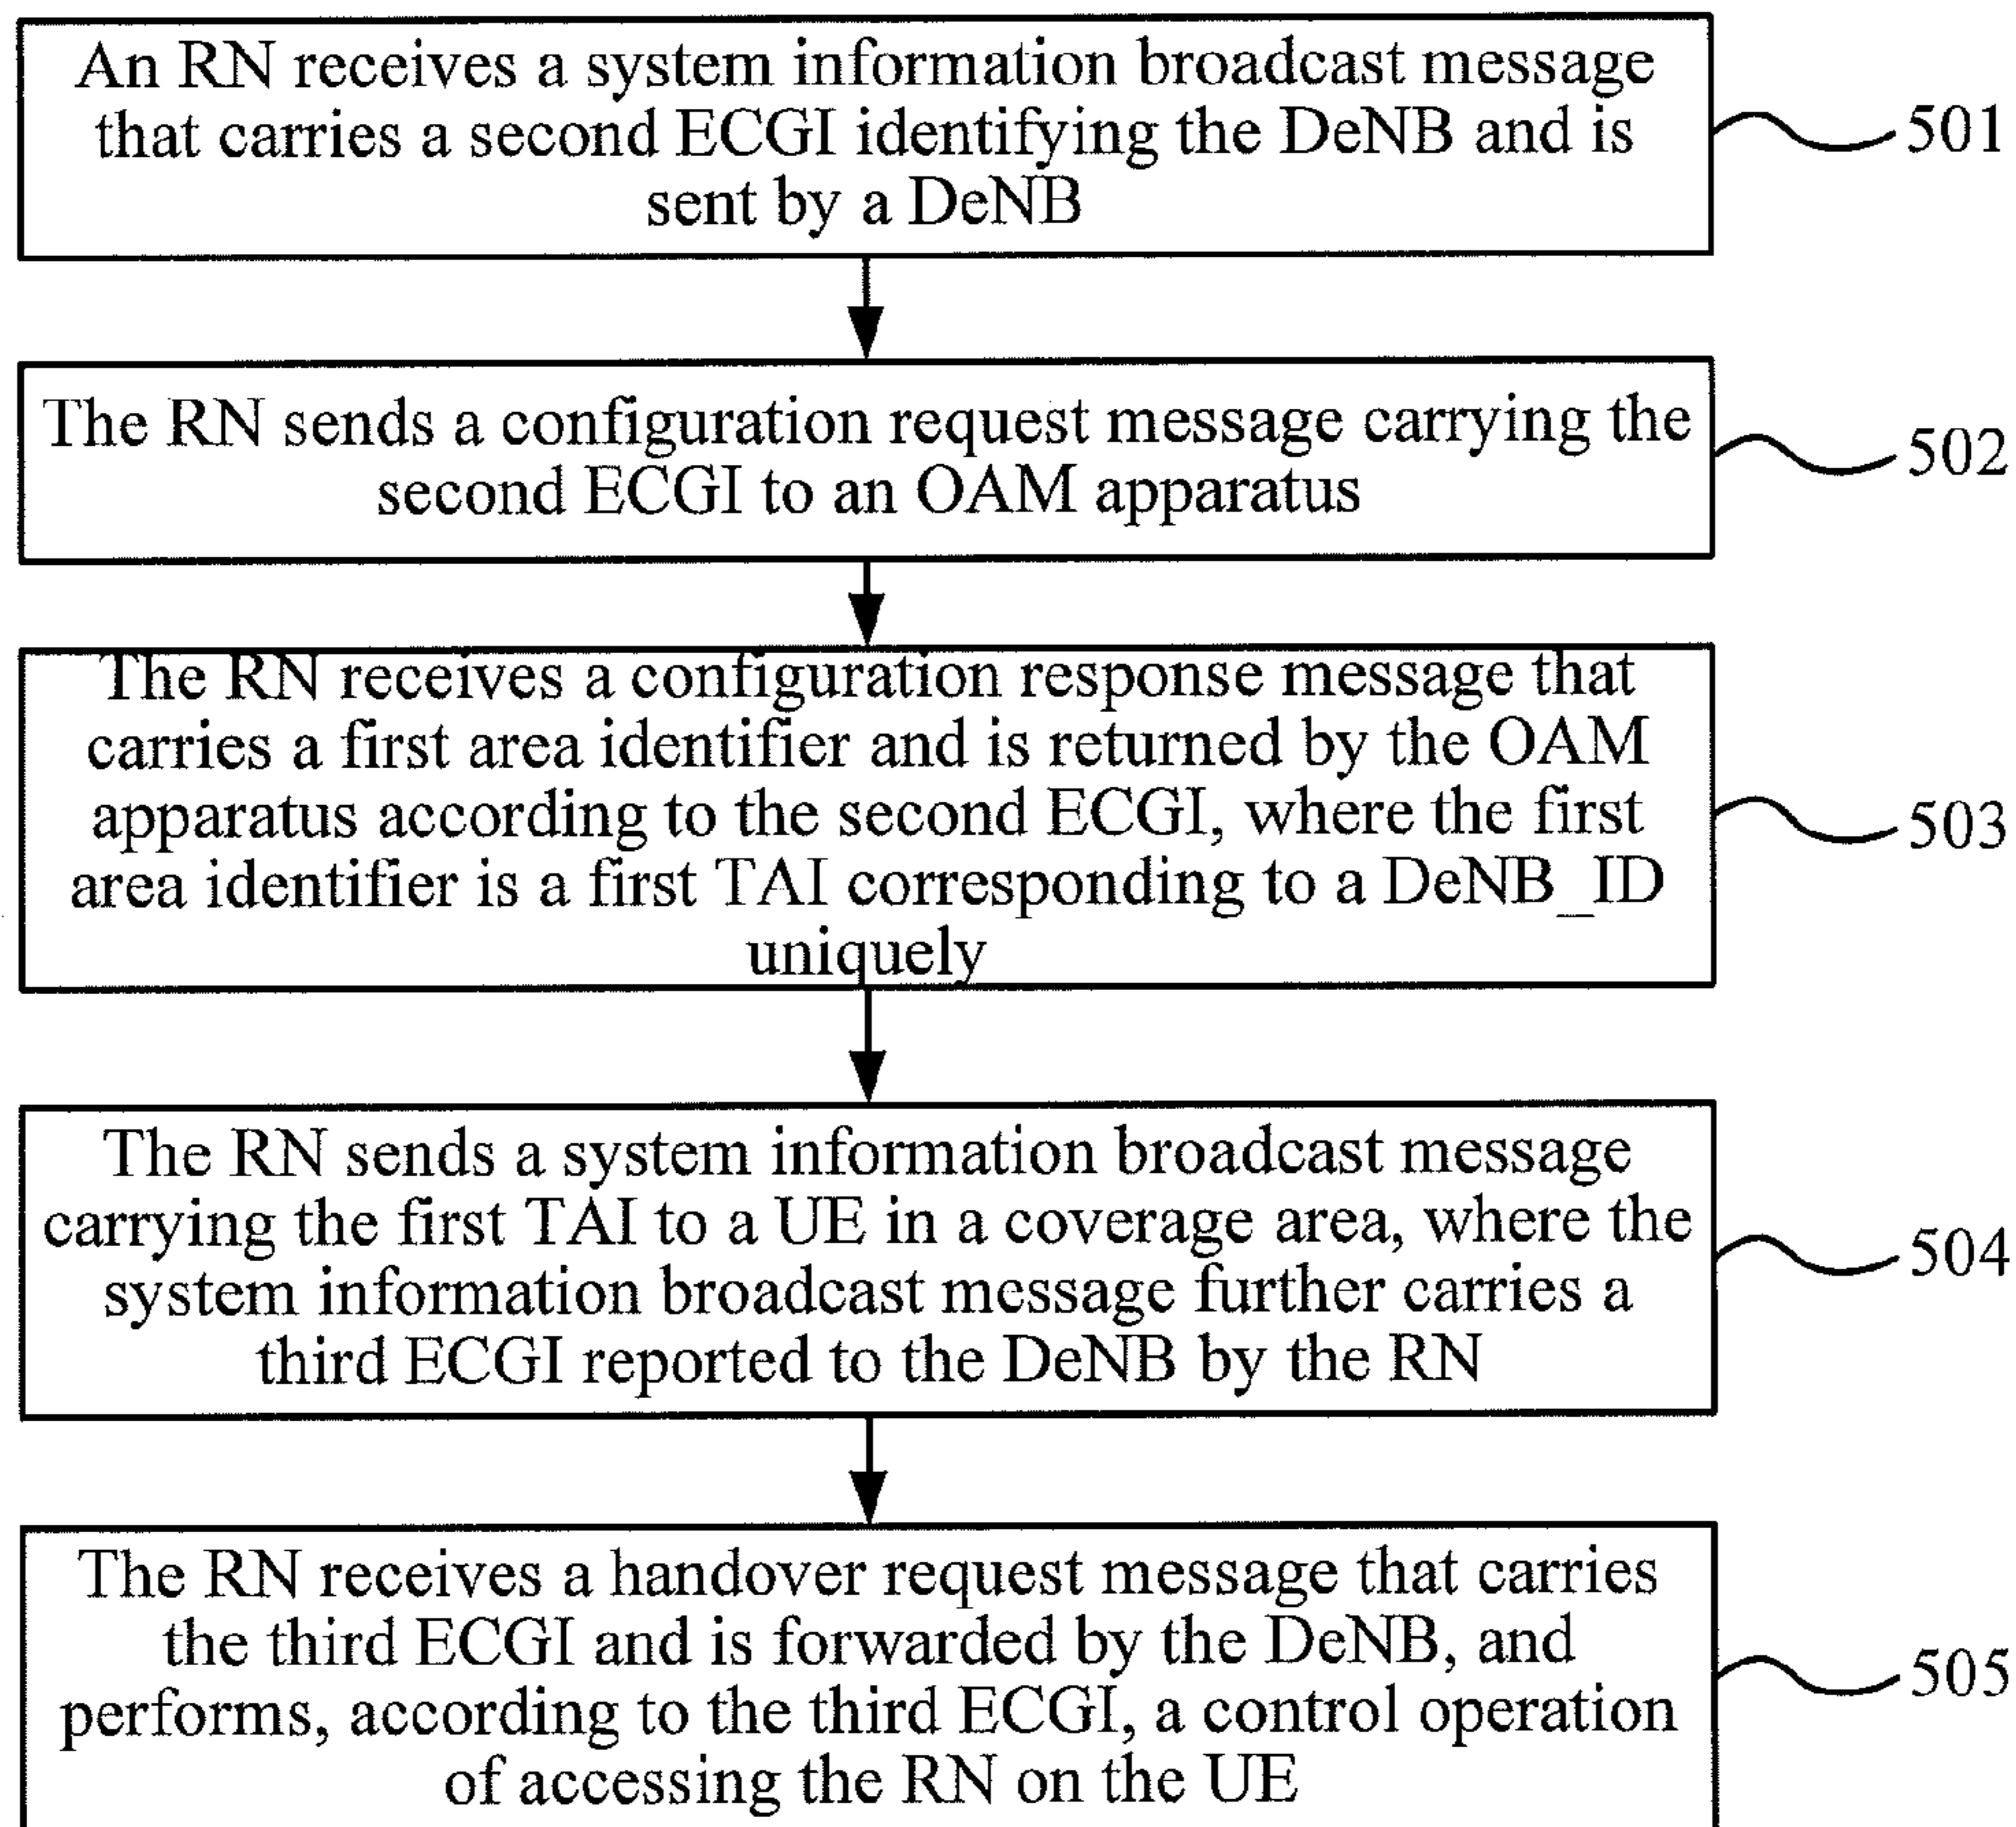 An RN receives a system information broadcast message
that carries a second ECGI identifying the DeNB and is
sent by a DeNB
501
The RN sends a configuration request message carrying the
second ECGI to an OAM apparatus
502
The RN receives a configuration response message that
carries a first area identifier and is returned by the OAM
apparatus according to the second ECGI, where the first
area identifier is a first TAI corresponding to a DeNB_ID
uniquely
503
The RN sends a system information broadcast message
carrying the first TAI to a UE in a coverage area, where the
system information broadcast message further carries a
third ECGI reported to the DeNB by the RN
504
The RN receives a handover request message that carries
the third ECGI and is forwarded by the DeNB, and
performs, according to the third ECGI, a control operation
of accessing the RN on the UE
505